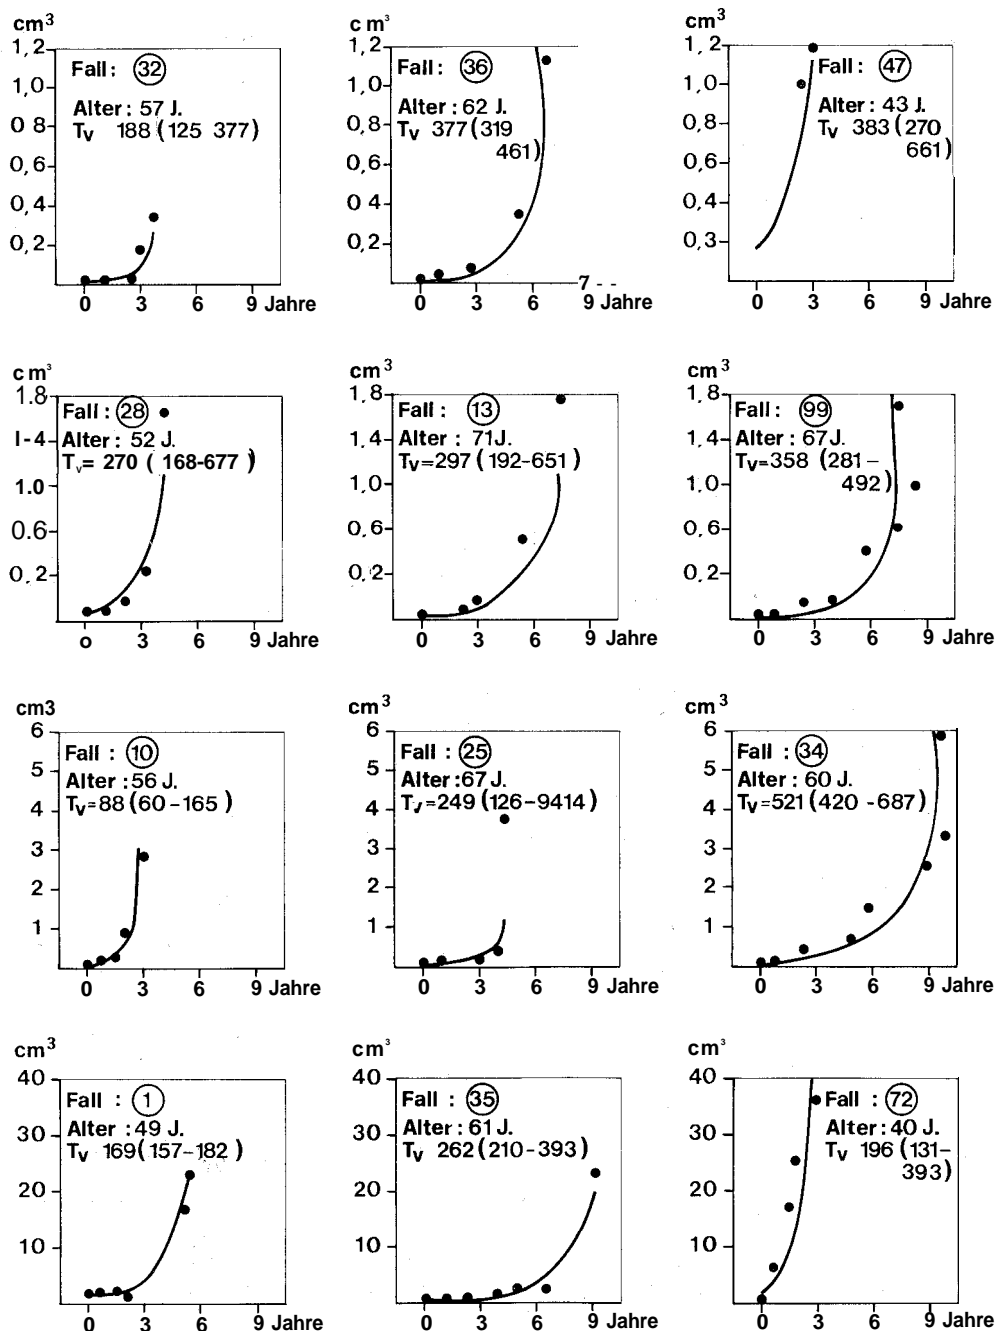 cm³
1,2
1,0
0,8
0,6
0,4
0,2
Fall: 32
Alter: 57 J.
Tv 188 (125 377)
0 3 6 9 Jahre
cm³
1,2
1,0
0,8
0,6
0,4
0,2
Fall: 36
Alter: 62 J.
Tv 377 (319
461)
7 - -
0 3 6 9 Jahre
cm³
1,2
1,0
0,8
0,6
0,4
0,3
Fall: 47
Alter: 43 J.
Tv 383 (270
661)
0 3 6 9 Jahre
cm³
1,8
I-4
1.0
0,6
0,2
Fall: 28
Alter: 52 J.
Tv= 270 ( 168-677 )
0 3 6 9 Jahre
cm³
1,8
1,4
1,0
0,6
0,2
Fall: 13
Alter: 71 J.
Tv=297 (192-651)
0 3 6 9 Jahre
cm³
1,8
1,4
1,0
0,6
0,2
Fall: 99
Alter: 67 J.
Tv=358 (281-
492)
0 3 6 9 Jahre
cm3
6
5
4
3
2
1
Fall : 10
Alter: 56 J.
Tv=88 (60-165 )
0 3 6 9 Jahre
cm³
6
5
4
3
2
1
Fall : 25
Alter :67 J.
Tv=249 (126-9414)
0 3 6 9 Jahre
cm³
6
5
4
3
2
1
Fall : 34
Alter: 60 J.
Tv=521 (420 -687)
0 3 6 9 Jahre
cm³
40
30
20
10
Fall : 1
Alter: 49 J.
Tv 169 (157-182 )
0 3 6 9 Jahre
cm³
40
30
20
10
Fall : 35
Alter: 61 J.
Tv 262 (210-393)
0 3 6 9 Jahre
cm³
40
30
20
10
Fall : 72
Alter: 40 J.
Tv 196 (131-
393)
0 3 6 9 Jahre